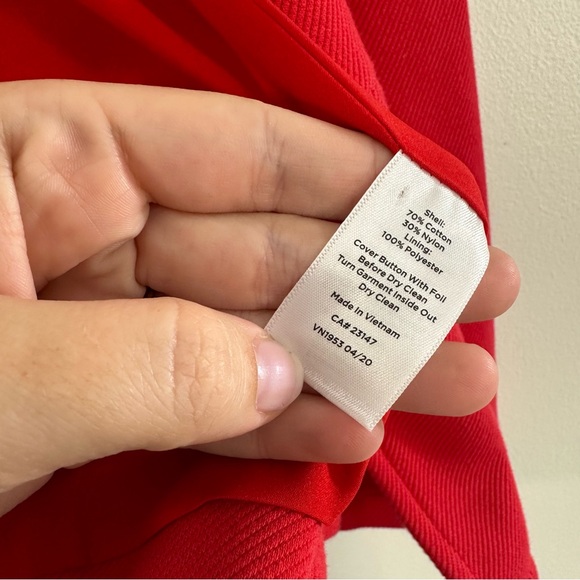 Shell:
70% Cotton
30% Nylon
Lining:
100% Polyester
Cover Button With Foil
Before Dry Clean
Turn Garment Inside Out
Dry Clean
Made In Vietnam
CA# 23147
VN1953 04/20